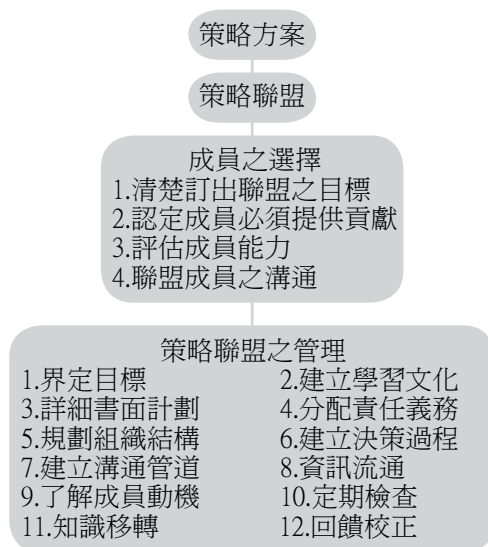 策略方案
策略聯盟
成員之選擇
1.清楚訂出聯盟之目標
2.認定成員必須提供貢獻
3.評估成員能力
4.聯盟成員之溝通
策略聯盟之管理
1.界定目標 2.建立學習文化
3.詳細書面計劃 4.分配責任義務
5.規劃組織結構 6.建立決策過程
7.建立溝通管道 8.資訊流通
9.了解成員動機 10.定期檢查
11.知識移轉 12.回饋校正